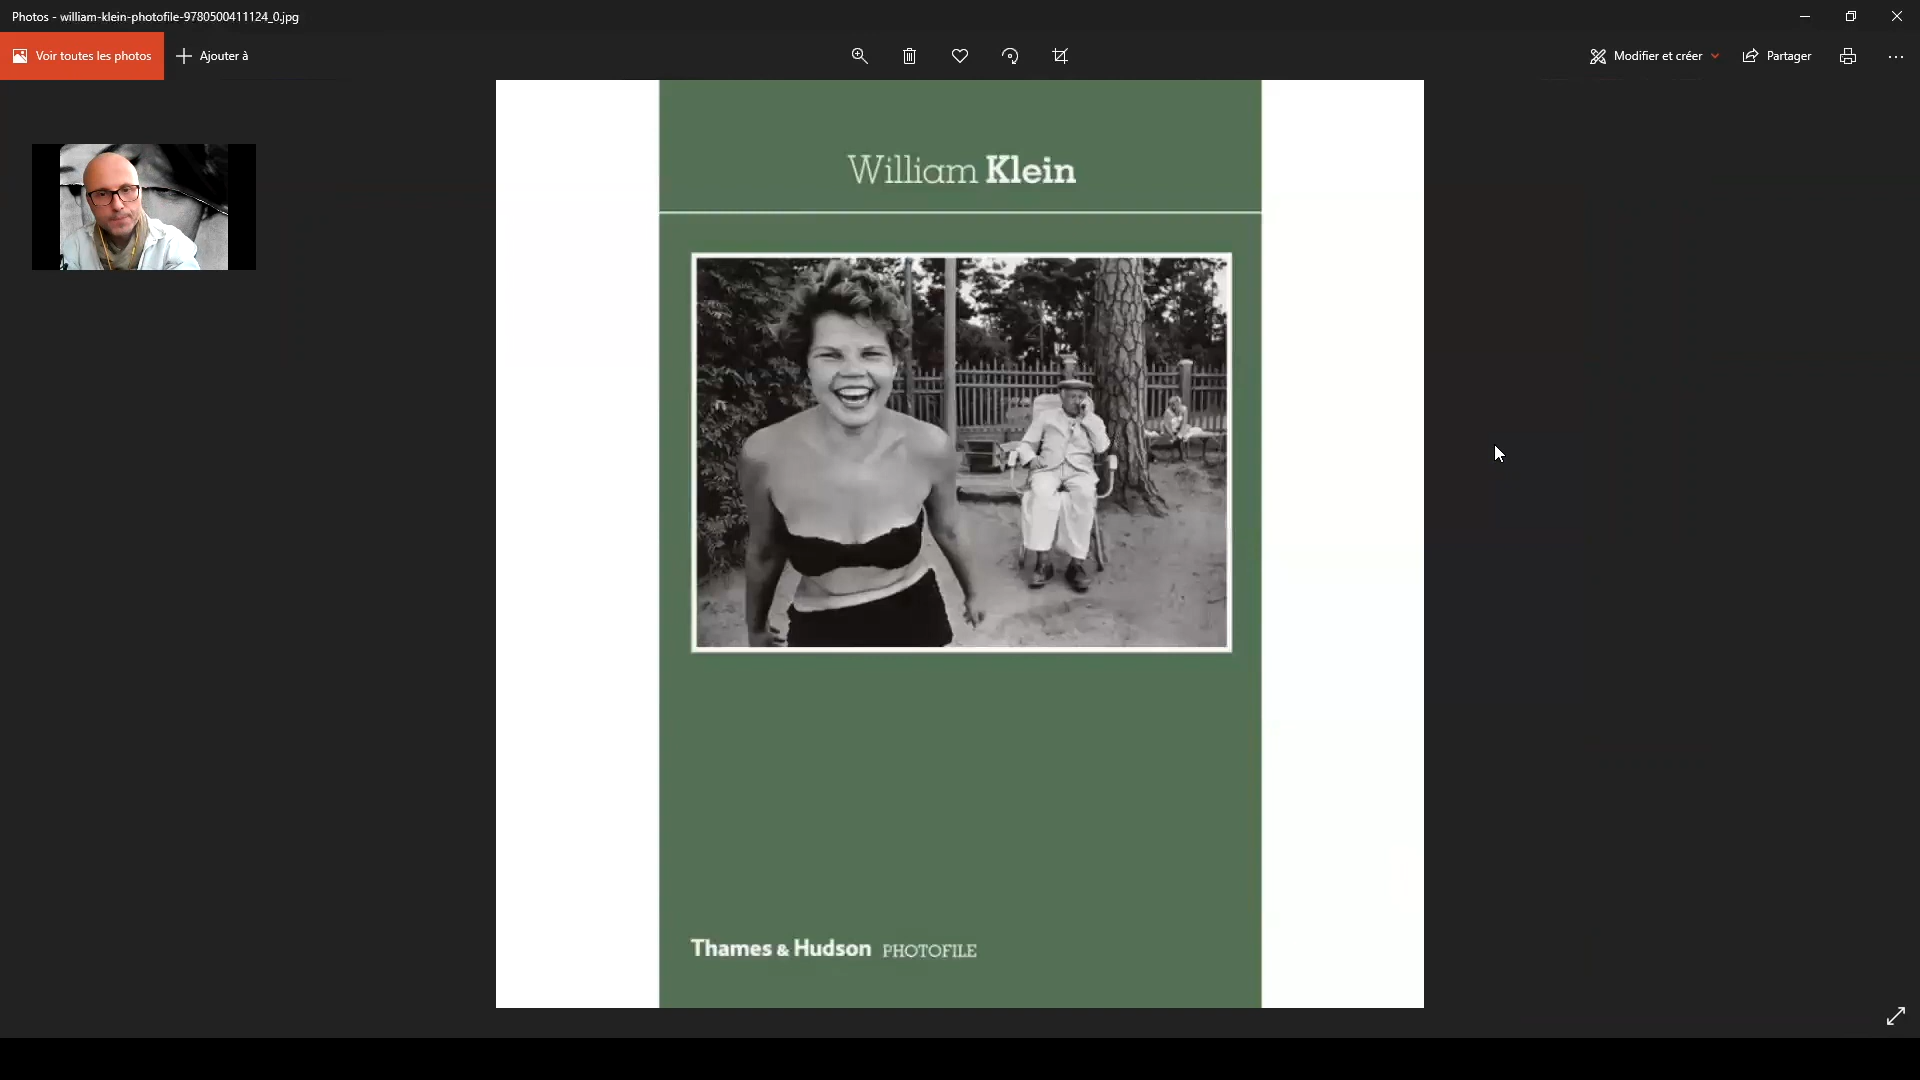 Photos - william-klein-photofile-9780500411124_0.jpg
Voir toutes les photos
Ajouter à
Modifier et créer
Partager
William Klein
Thames & Hudson PHOTOFILE